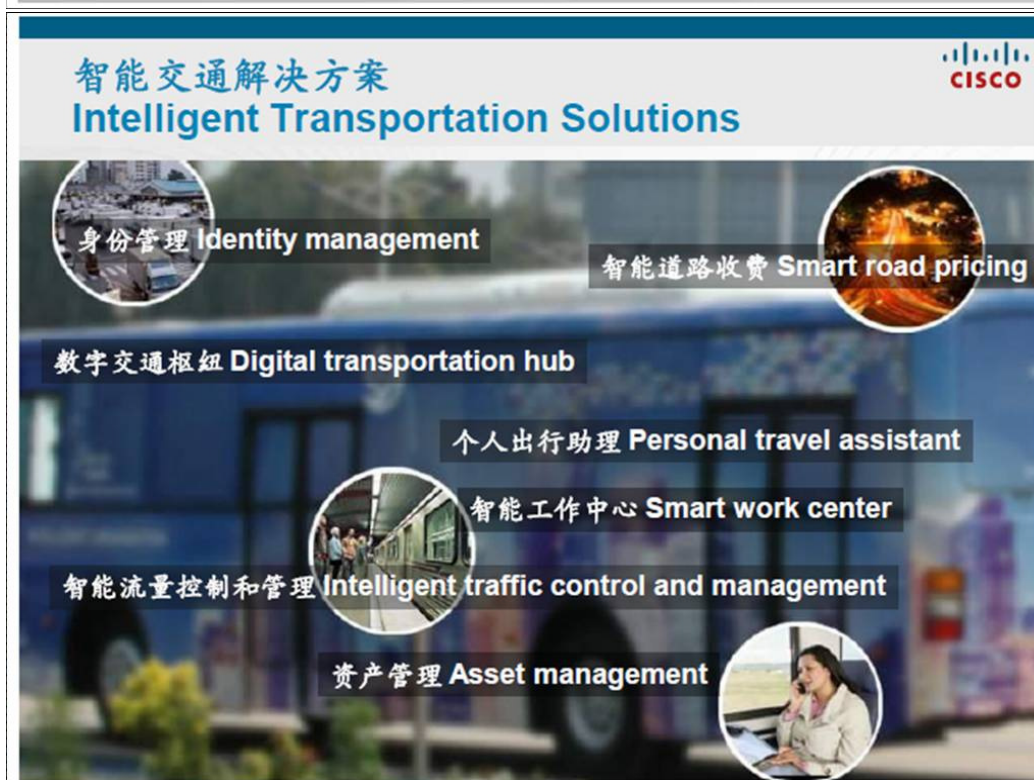 智能交通解决方案
Intelligent Transportation Solutions
CISCO
身份管理 Identity management
智能道路收费 Smart road pricing
数字交通枢纽 Digital transportation hub
个人出行助理 Personal travel assistant
智能工作中心 Smart work center
智能流量控制和管理 Intelligent traffic control and management
资产管理 Asset management